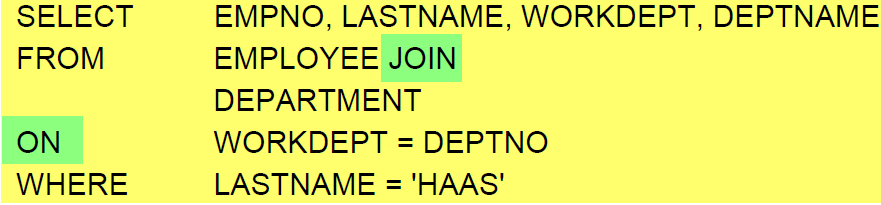 SELECT EMPNO, LASTNAME, WORKDEPT, DEPTNAME
FROM EMPLOYEE JOIN
DEPARTMENT
ON WORKDEPT = DEPTNO
WHERE LASTNAME = 'HAAS'